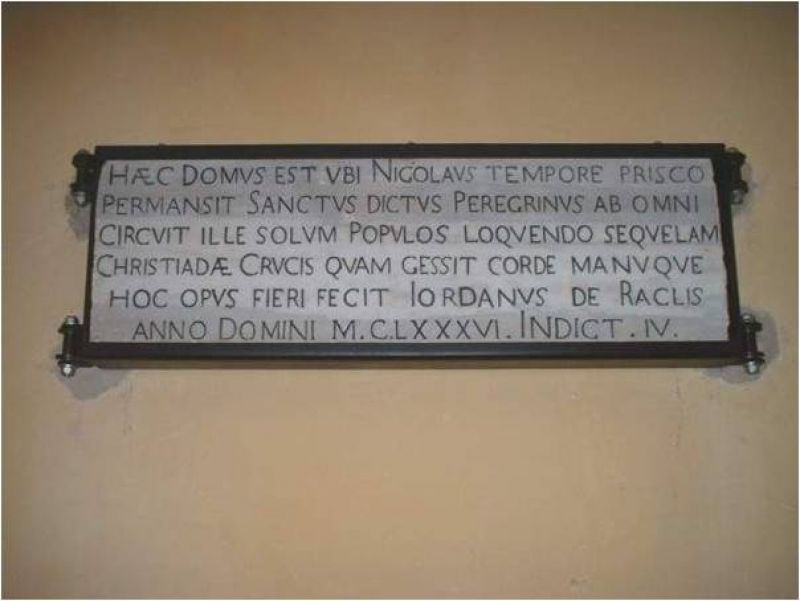 HÆC DOMVS EST VBI NICOLAVS TEMPORE PRISCO
PERMANSIT SANCTVS DICTVS PEREGRINVS AB OMNI
CIRCVIT ILLE SOLVM POPVLOS LOQVENDO SEQVELAM
CHRISTIADÆ CRVCIS QVAM GESSIT CORDE MANVQVE
HOC OPVS FIERI FECIT IORDANVS DE RACLIS
ANNO DOMINI M.C.LXXXVI. INDICT. IV.